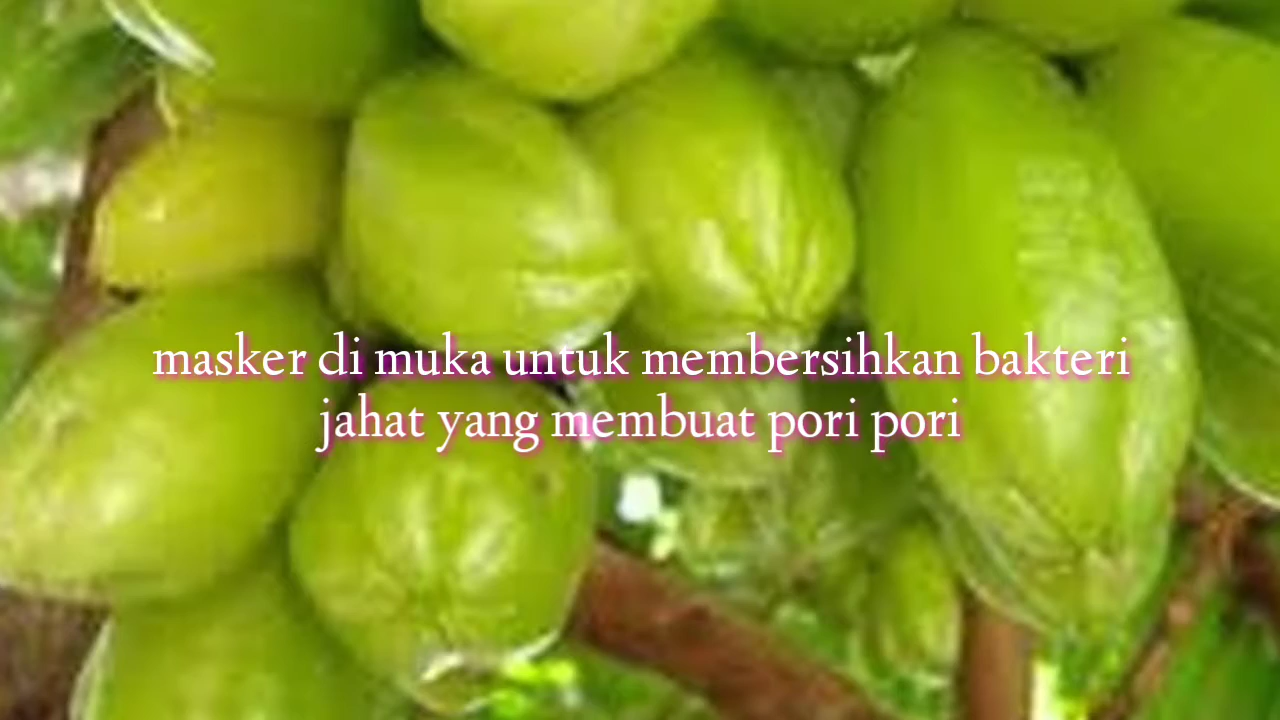 masker di muka untuk membersihkan bakteri
jahat yang membuat pori pori